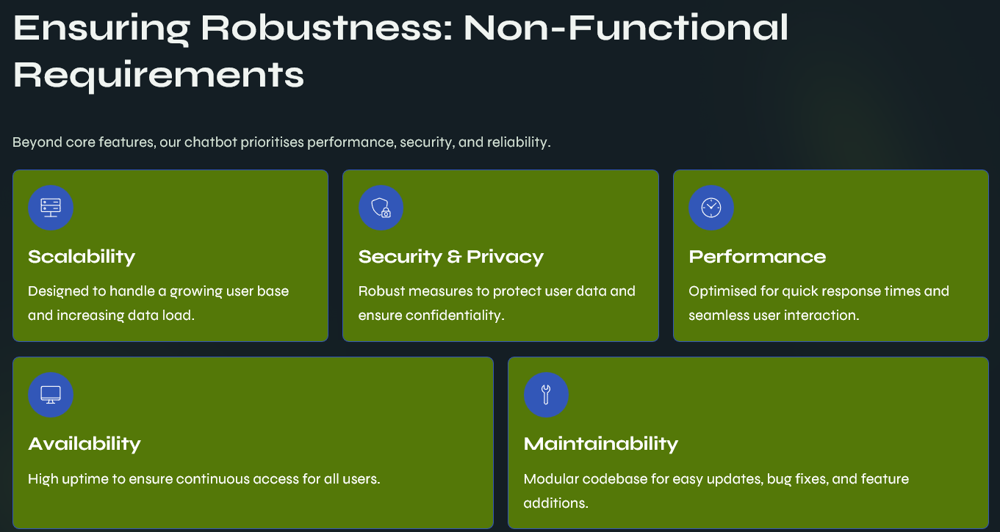 Ensuring Robustness: Non-Functional
Requirements
Beyond core features, our chatbot prioritises performance, security, and reliability.
Scalability
Designed to handle a growing user base
and increasing data load.
Security & Privacy
Robust measures to protect user data and
ensure confidentiality.
Performance
Optimised for quick response times and
seamless user interaction.
Availability
High uptime to ensure continuous access for all users.
Maintainability
Modular codebase for easy updates, bug fixes, and feature
additions.